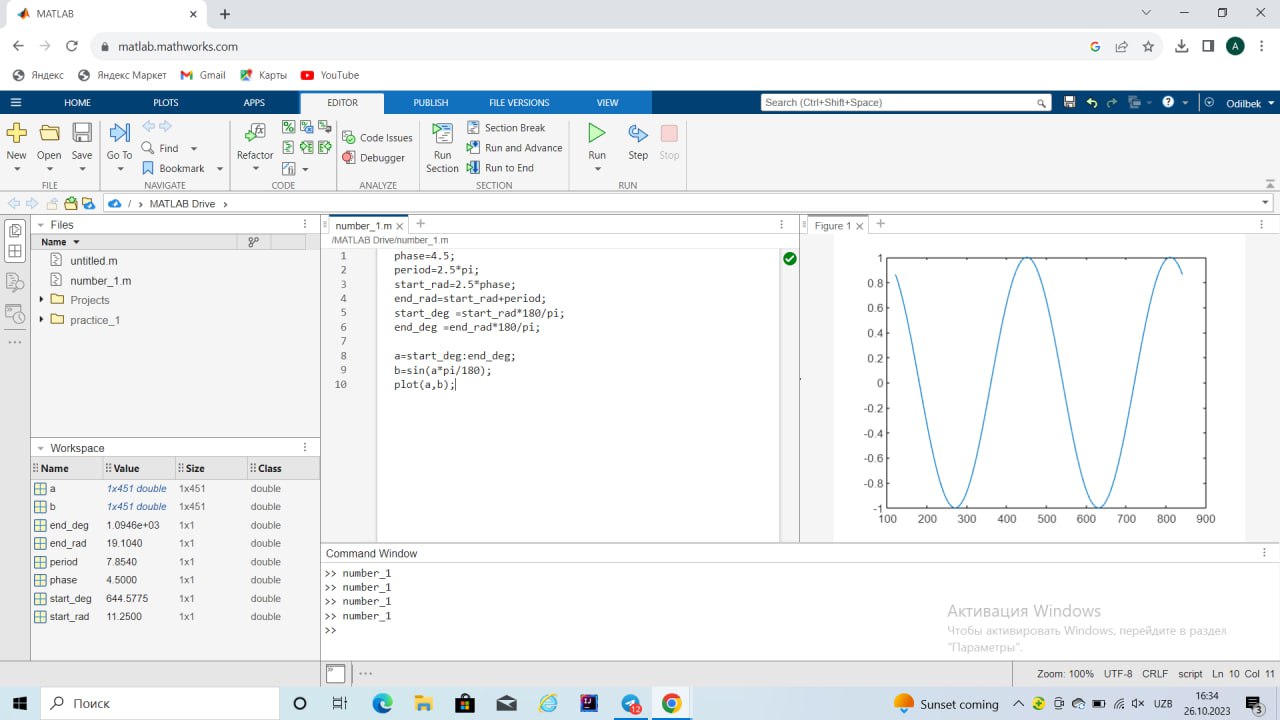 MATLAB
matlab.mathworks.com
A
Яндекс Яндекс Маркет Gmail Карты YouTube
HOME PLOTS APPS EDITOR PUBLISH FILE VERSIONS VIEW Search (Ctrl+Shift+Space) Odilbek
New Open Save Go To Find Bookmark Refactor Code Issues Debugger Run Section Section Break Run and Advance Run to End Run Step Stop
FILE NAVIGATE CODE ANALYZE SECTION RUN
/ MATLAB Drive
Files
Name
untitled.m
number_1.m
Projects
practice_1
Workspace
Name Value Size Class
a 1x451 double 1x451 double
b 1x451 double 1x451 double
end_deg 1.0946e+03 1x1 double
end_rad 19.1040 1x1 double
period 7.8540 1x1 double
phase 4.5000 1x1 double
start_deg 644.5775 1x1 double
start_rad 11.2500 1x1 double
number_1.m
/MATLAB Drive/number_1.m
1 phase=4.5;
2 period=2.5*pi;
3 start_rad=2.5*phase;
4 end_rad=start_rad+period;
5 start_deg =start_rad*180/pi;
6 end_deg =end_rad*180/pi;
7
8 a=start_deg:end_deg;
9 b=sin(a*pi/180);
10 plot(a,b);
Figure 1
1
0.8
0.6
0.4
0.2
0
-0.2
-0.4
-0.6
-0.8
-1
100 200 300 400 500 600 700 800 900
Command Window
>> number_1
>> number_1
>> number_1
>> number_1
>>
Активация Windows
Чтобы активировать Windows, перейдите в раздел
"Параметры".
Zoom: 100% UTF-8 CRLF script Ln 10 Col 11
Поиск 12 Sunset coming UZB 16:34
26.10.2023 3